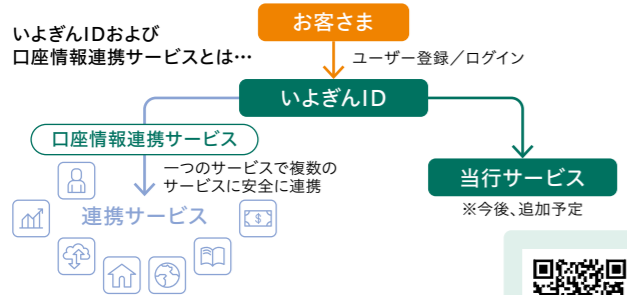 いよぎんIDおよび
口座情報連携サービスとは…
お客さま
ユーザー登録／ログイン
いよぎんID
口座情報連携サービス
一つのサービスで複数の
サービスに安全に連携
連携サービス
$
当行サービス
※今後、追加予定